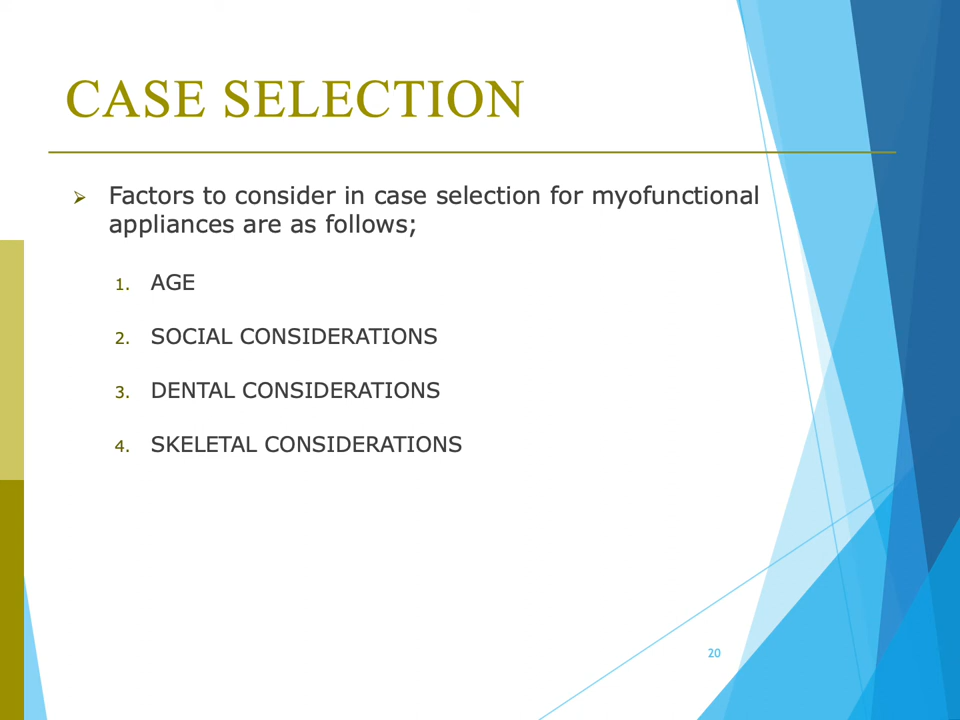 CASE SELECTION
➢ Factors to consider in case selection for myofunctional
appliances are as follows;
1. AGE
2. SOCIAL CONSIDERATIONS
3. DENTAL CONSIDERATIONS
4. SKELETAL CONSIDERATIONS
20